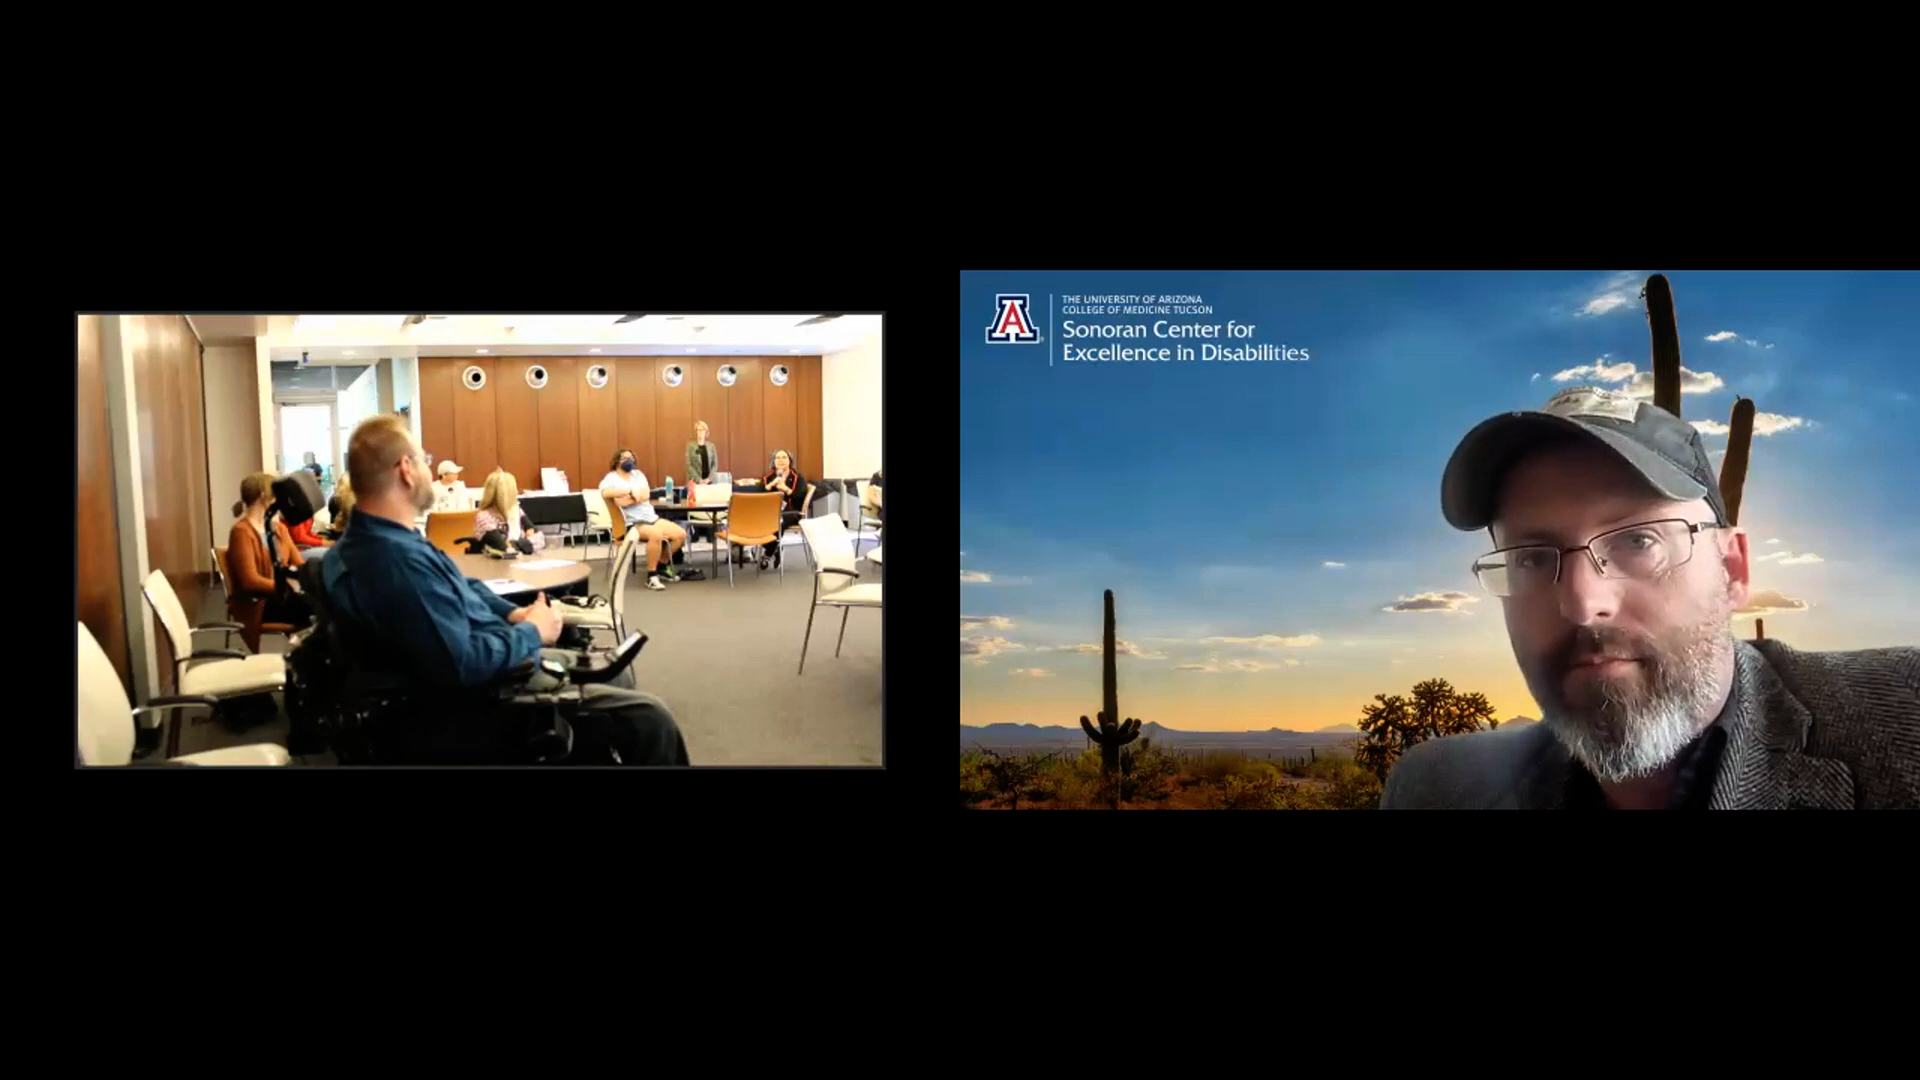 THE UNIVERSITY OF ARIZONA
COLLEGE OF MEDICINE TUCSON
Sonoran Center for
Excellence in Disabilities